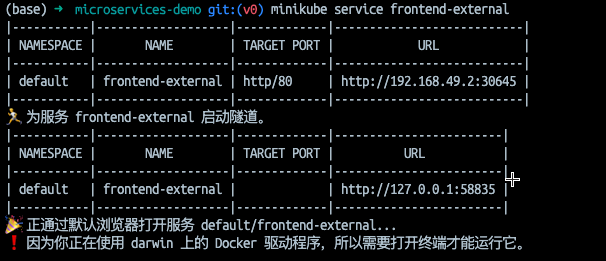 (base) ➜ microservices-demo git:(v0) minikube service frontend-external
|-----------|-------------------|-------------|---------------------------|
| NAMESPACE | NAME | TARGET PORT | URL |
|-----------|-------------------|-------------|---------------------------|
| default | frontend-external | http/80 | http://192.168.49.2:30645 |
|-----------|-------------------|-------------|---------------------------|
🏃 为服务 frontend-external 启动隧道。
|-----------|-------------------|-------------|------------------------|
| NAMESPACE | NAME | TARGET PORT | URL |
|-----------|-------------------|-------------|------------------------|
| default | frontend-external | | http://127.0.0.1:58835 |
|-----------|-------------------|-------------|------------------------|
🎉 正通过默认浏览器打开服务 default/frontend-external...
❗ 因为你正在使用 darwin 上的 Docker 驱动程序，所以需要打开终端才能运行它。